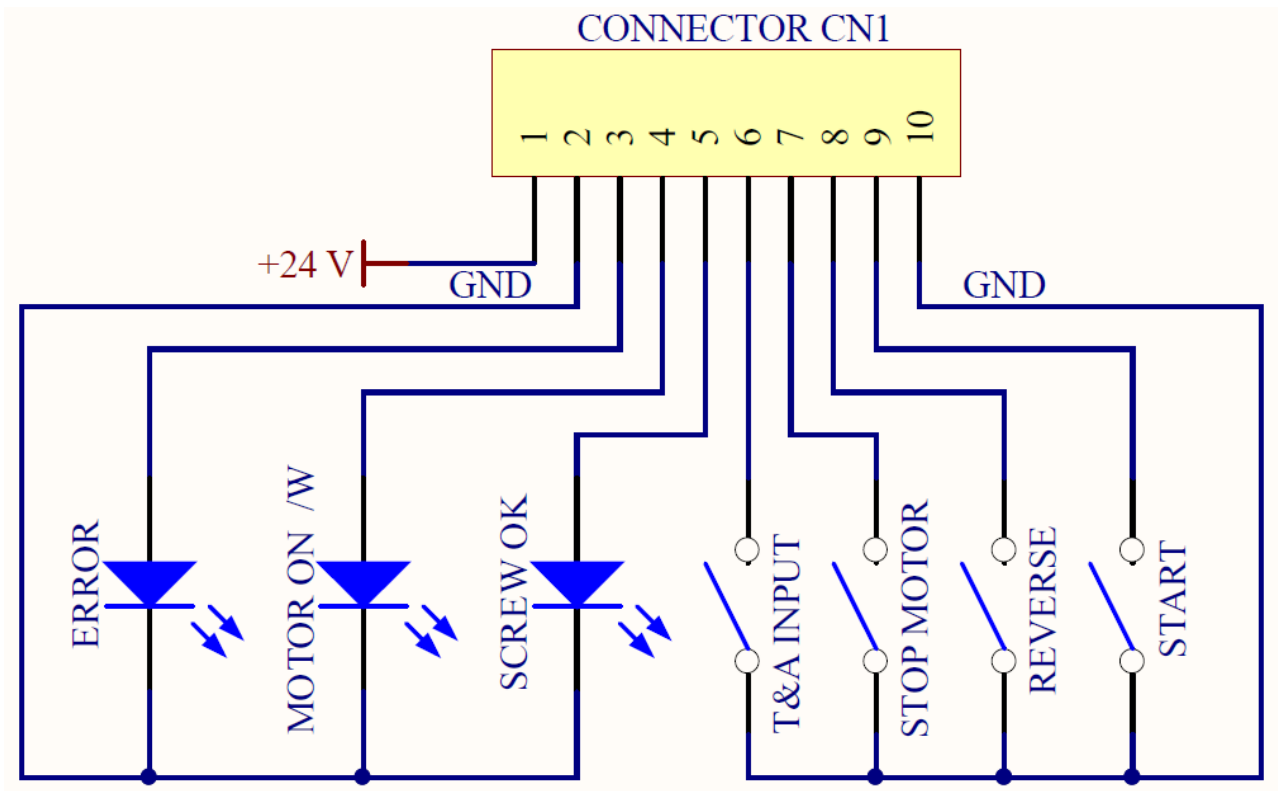 CONNECTOR CN1
1 2 3 4 5 6 7 8 9 10
+24 V
GND
GND
ERROR
MOTOR ON /W
SCREW OK
T&A INPUT
STOP MOTOR
REVERSE
START